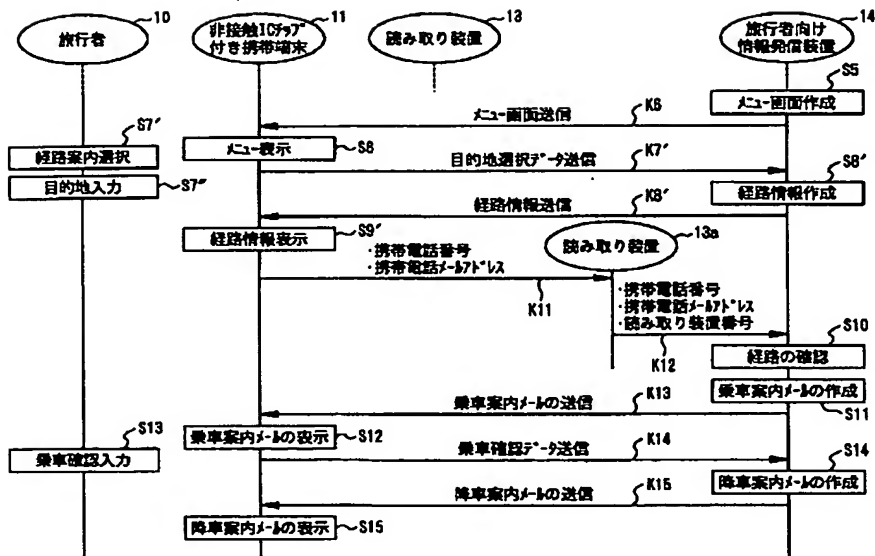 10
旅行者
11
非接触ICチップ
付き携帯端末
13
読み取り装置
14
旅行者向け
情報発信装置
S5
メニュー画面作成
メニュー画面送信
K6
S7′
経路案内選択
メニュー表示
S6
目的地選択データ送信
K7′
目的地入力
S7″
S8′
経路情報作成
経路情報送信
K8′
経路情報表示
S9′
・携帯電話番号
・携帯電話メールアドレス
K11
13a
読み取り装置
・携帯電話番号
・携帯電話メールアドレス
・読み取り装置番号
K12
S10
経路の確認
乗車案内メールの送信
K13
乗車案内メールの作成
S11
S13
乗車確認入力
乗車案内メールの表示
S12
乗車確認データ送信
K14
S14
降車案内メールの作成
降車案内メールの送信
K15
降車案内メールの表示
S15